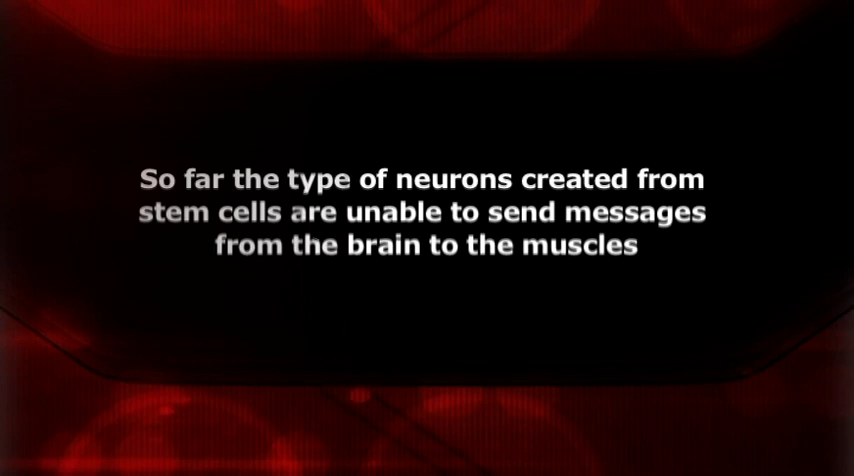 So far the type of neurons created from
stem cells are unable to send messages
from the brain to the muscles